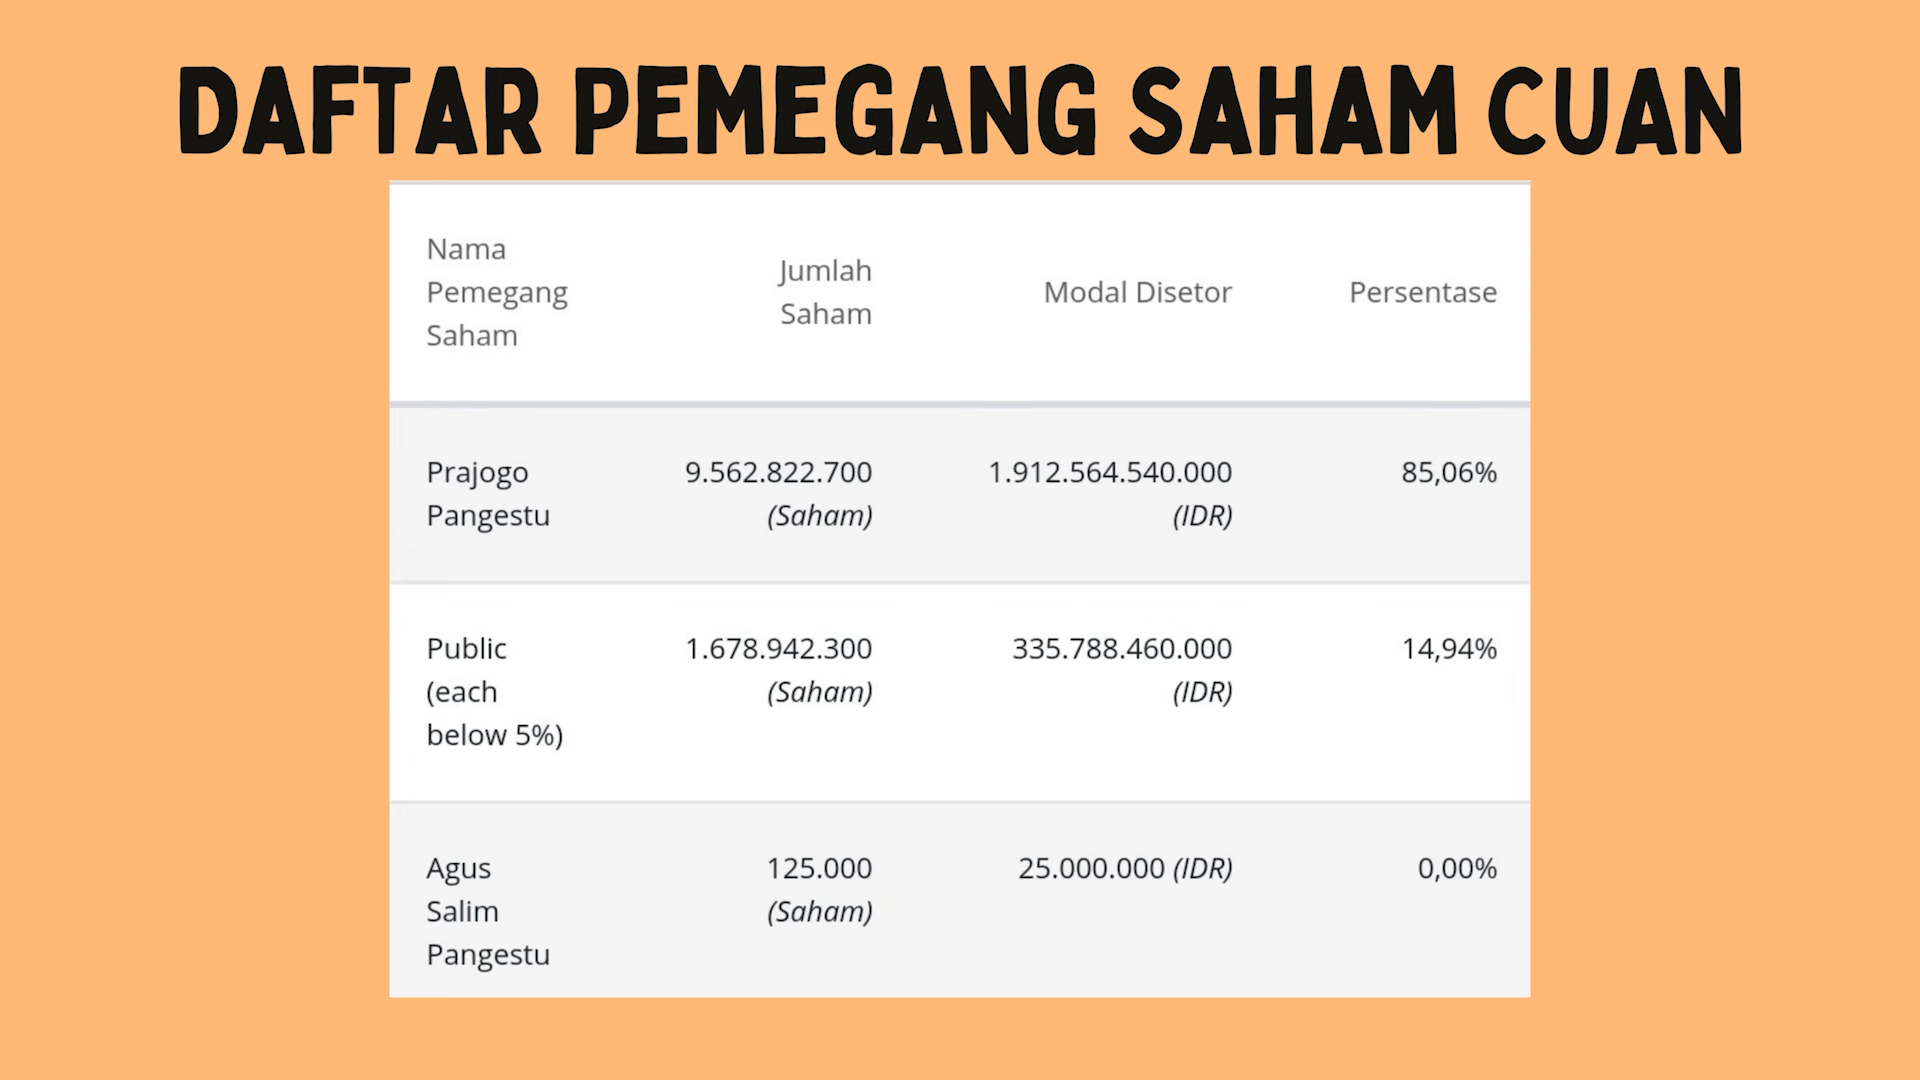 DAFTAR PEMEGANG SAHAM CUAN
Nama
Pemegang
Saham
Jumlah
Saham
Modal Disetor
Persentase
Prajogo
Pangestu
9.562.822.700
(Saham)
1.912.564.540.000
(IDR)
85,06%
Public
(each
below 5%)
1.678.942.300
(Saham)
335.788.460.000
(IDR)
14,94%
Agus
Salim
Pangestu
125.000
(Saham)
25.000.000 (IDR)
0,00%